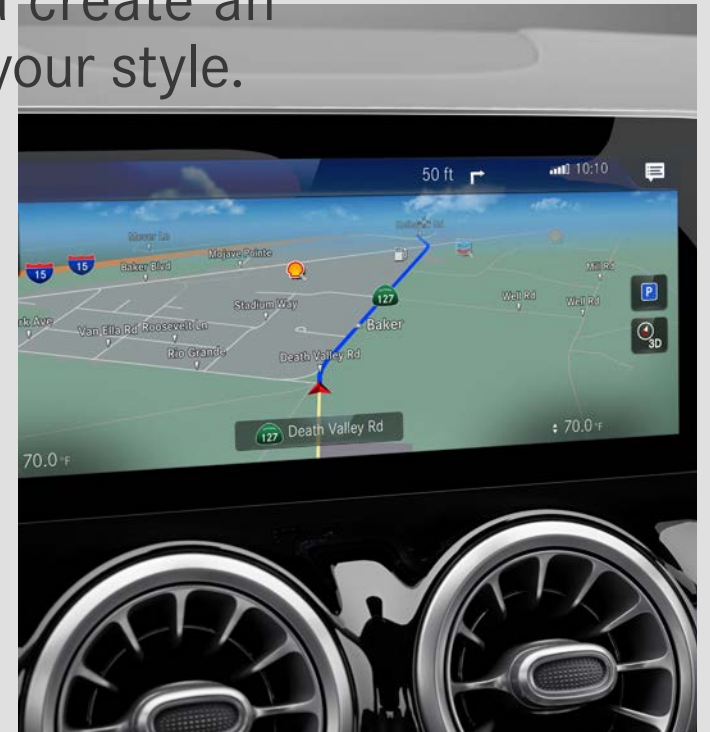 create an
your style.
50 ft
10:10
Mojave Pointe
15
15
Baker Blvd
Mill Rd
P
127
Well Rd
Well Rd
Stadium Way
3D
Baker
Van Ella Rd
Roosevelt Ln
Rio Grande
Death Valley Rd
127 Death Valley Rd
70.0 °F
70.0 °F